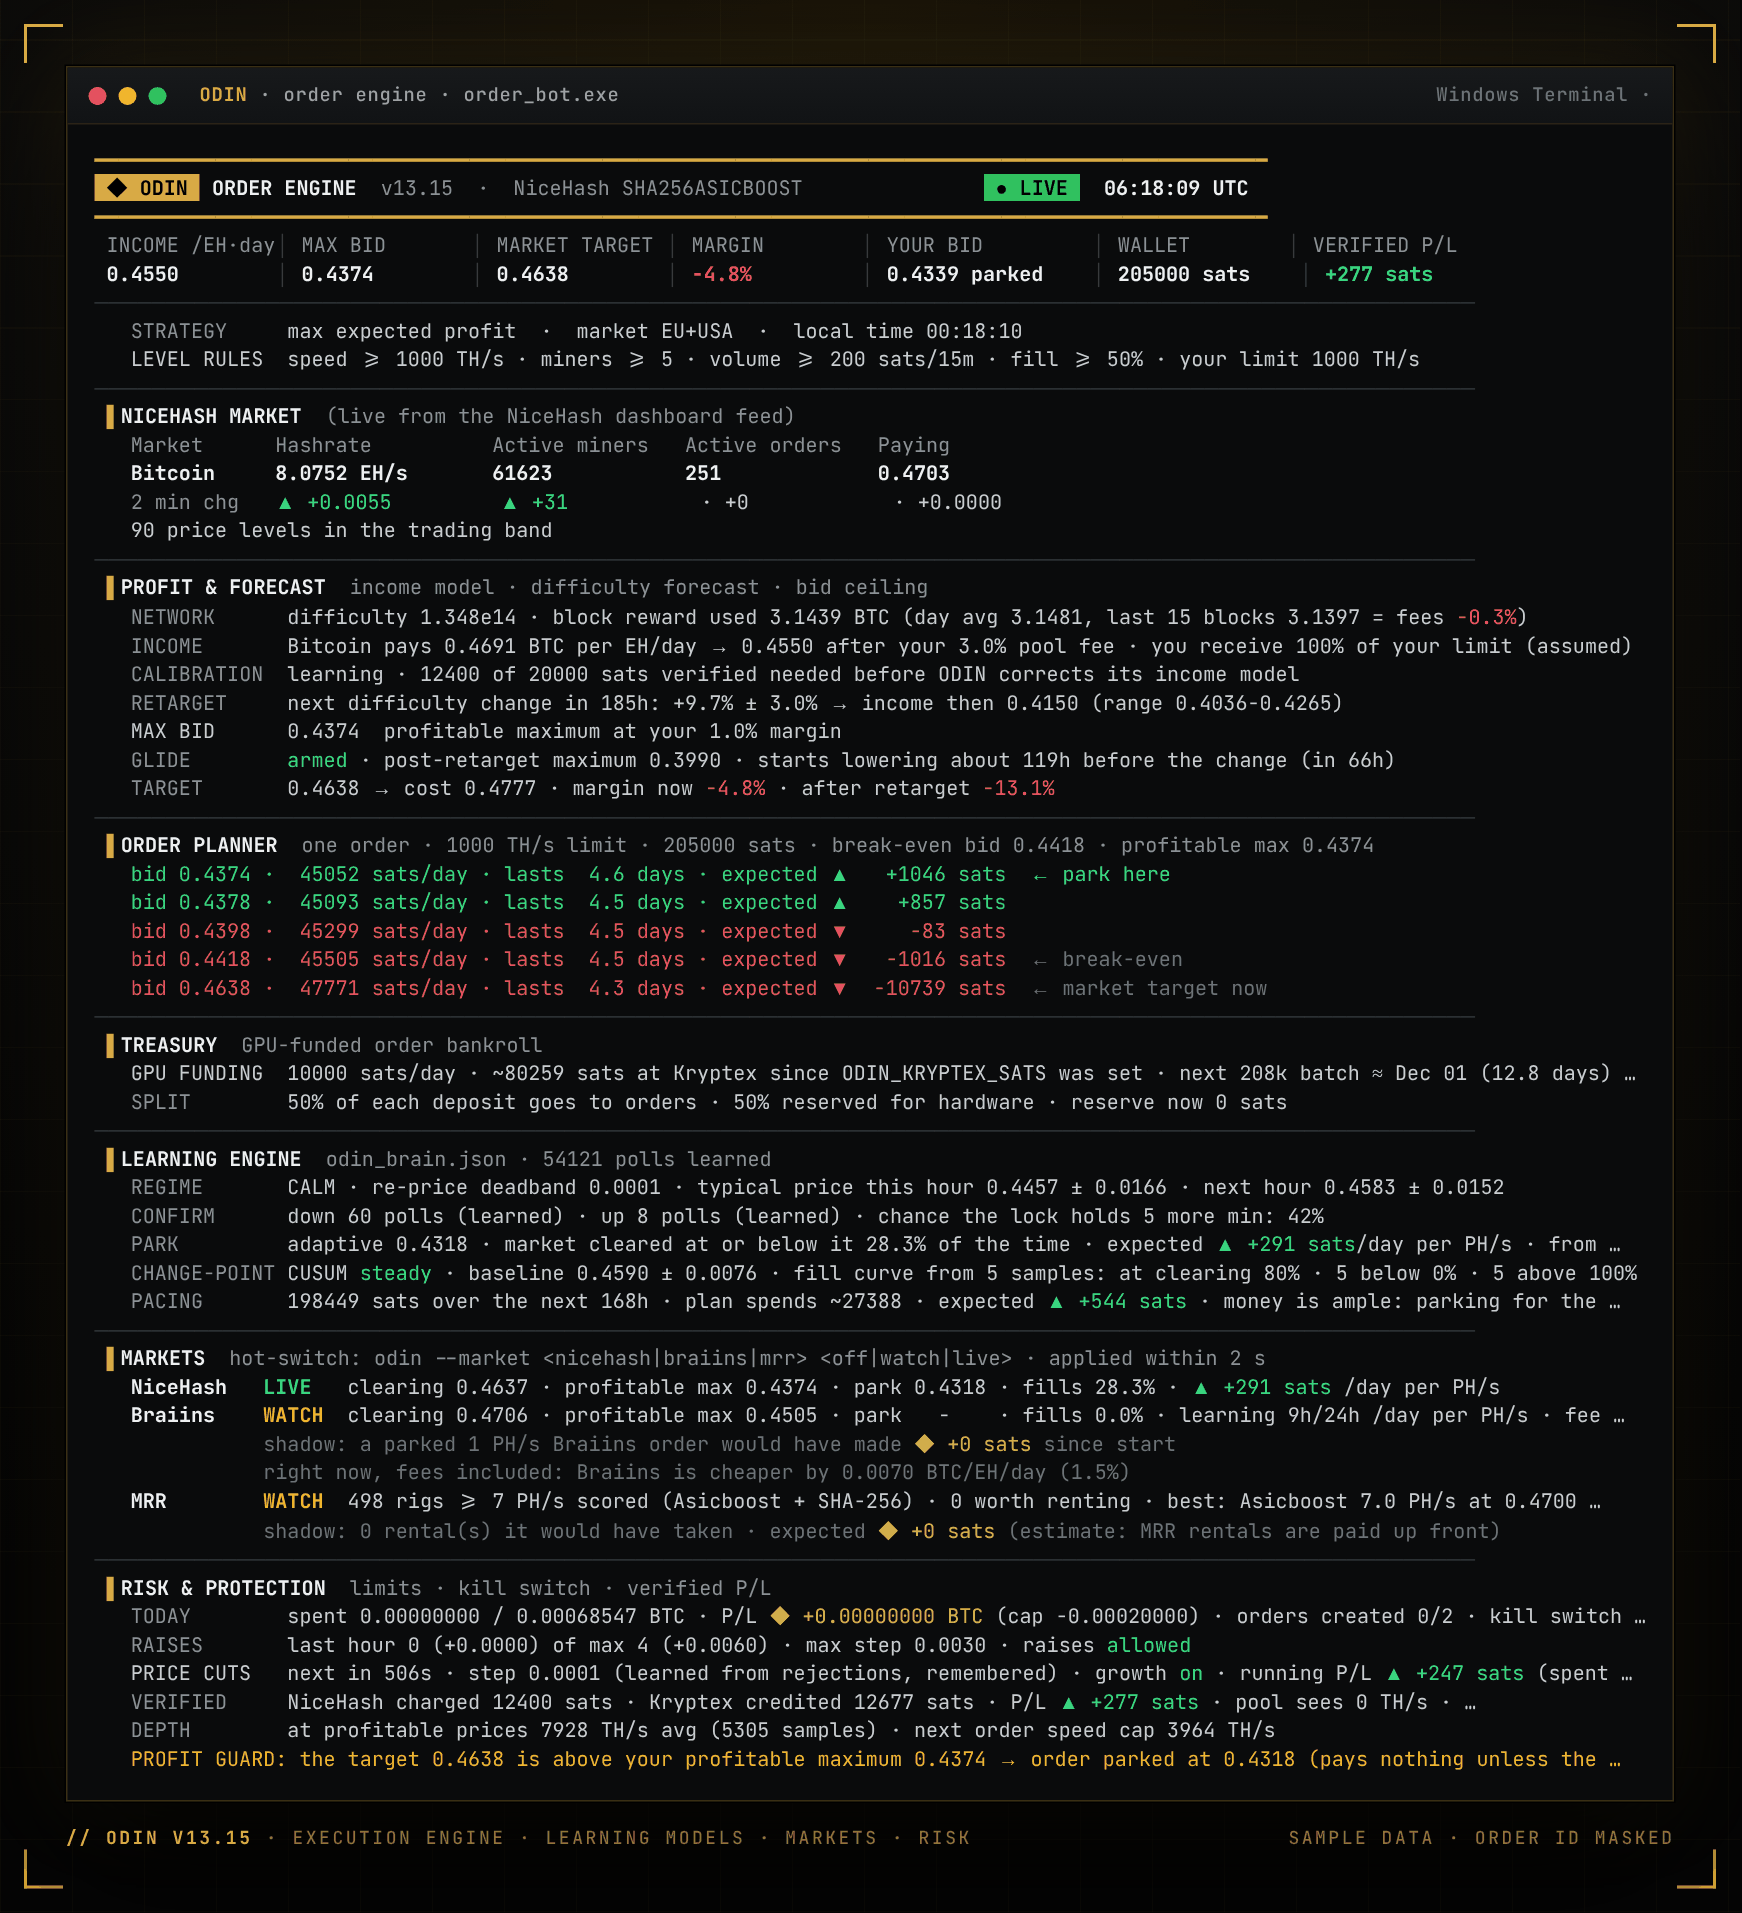 ODIN · order engine · order_bot.exe
Windows Terminal ·
◆ ODIN ORDER ENGINE v13.15 · NiceHash SHA256ASICBOOST ● LIVE 06:18:09 UTC
INCOME /EH·day│ MAX BID │ MARKET TARGET │ MARGIN │ YOUR BID │ WALLET │ VERIFIED P/L
0.4550 │ 0.4374 │ 0.4638 │ -4.8% │ 0.4339 parked │ 205000 sats │ +277 sats
STRATEGY max expected profit · market EU+USA · local time 00:18:10
LEVEL RULES speed ⩾ 1000 TH/s · miners ⩾ 5 · volume ⩾ 200 sats/15m · fill ⩾ 50% · your limit 1000 TH/s
NICEHASH MARKET (live from the NiceHash dashboard feed)
Market Hashrate Active miners Active orders Paying
Bitcoin 8.0752 EH/s 61623 251 0.4703
2 min chg ▲ +0.0055 ▲ +31 · +0 · +0.0000
90 price levels in the trading band
PROFIT & FORECAST income model · difficulty forecast · bid ceiling
NETWORK difficulty 1.348e14 · block reward used 3.1439 BTC (day avg 3.1481, last 15 blocks 3.1397 = fees -0.3%)
INCOME Bitcoin pays 0.4691 BTC per EH/day → 0.4550 after your 3.0% pool fee · you receive 100% of your limit (assumed)
CALIBRATION learning · 12400 of 20000 sats verified needed before ODIN corrects its income model
RETARGET next difficulty change in 185h: +9.7% ± 3.0% → income then 0.4150 (range 0.4036-0.4265)
MAX BID 0.4374 profitable maximum at your 1.0% margin
GLIDE armed · post-retarget maximum 0.3990 · starts lowering about 119h before the change (in 66h)
TARGET 0.4638 → cost 0.4777 · margin now -4.8% · after retarget -13.1%
ORDER PLANNER one order · 1000 TH/s limit · 205000 sats · break-even bid 0.4418 · profitable max 0.4374
bid 0.4374 · 45052 sats/day · lasts 4.6 days · expected ▲ +1046 sats ← park here
bid 0.4378 · 45093 sats/day · lasts 4.5 days · expected ▲ +857 sats
bid 0.4398 · 45299 sats/day · lasts 4.5 days · expected ▼ -83 sats
bid 0.4418 · 45505 sats/day · lasts 4.5 days · expected ▼ -1016 sats ← break-even
bid 0.4638 · 47771 sats/day · lasts 4.3 days · expected ▼ -10739 sats ← market target now
TREASURY GPU-funded order bankroll
GPU FUNDING 10000 sats/day · ~80259 sats at Kryptex since ODIN_KRYPTEX_SATS was set · next 208k batch ≈ Dec 01 (12.8 days) …
SPLIT 50% of each deposit goes to orders · 50% reserved for hardware · reserve now 0 sats
LEARNING ENGINE odin_brain.json · 54121 polls learned
REGIME CALM · re-price deadband 0.0001 · typical price this hour 0.4457 ± 0.0166 · next hour 0.4583 ± 0.0152
CONFIRM down 60 polls (learned) · up 8 polls (learned) · chance the lock holds 5 more min: 42%
PARK adaptive 0.4318 · market cleared at or below it 28.3% of the time · expected ▲ +291 sats/day per PH/s · from …
CHANGE-POINT CUSUM steady · baseline 0.4590 ± 0.0076 · fill curve from 5 samples: at clearing 80% · 5 below 0% · 5 above 100%
PACING 198449 sats over the next 168h · plan spends ~27388 · expected ▲ +544 sats · money is ample: parking for the …
MARKETS hot-switch: odin --market <nicehash|braiins|mrr> <off|watch|live> · applied within 2 s
NiceHash LIVE clearing 0.4637 · profitable max 0.4374 · park 0.4318 · fills 28.3% · ▲ +291 sats /day per PH/s
Braiins WATCH clearing 0.4706 · profitable max 0.4505 · park - · fills 0.0% · learning 9h/24h /day per PH/s · fee …
shadow: a parked 1 PH/s Braiins order would have made ◆ +0 sats since start
right now, fees included: Braiins is cheaper by 0.0070 BTC/EH/day (1.5%)
MRR WATCH 498 rigs ⩾ 7 PH/s scored (Asicboost + SHA-256) · 0 worth renting · best: Asicboost 7.0 PH/s at 0.4700 …
shadow: 0 rental(s) it would have taken · expected ◆ +0 sats (estimate: MRR rentals are paid up front)
RISK & PROTECTION limits · kill switch · verified P/L
TODAY spent 0.00000000 / 0.00068547 BTC · P/L ◆ +0.00000000 BTC (cap -0.00020000) · orders created 0/2 · kill switch …
RAISES last hour 0 (+0.0000) of max 4 (+0.0060) · max step 0.0030 · raises allowed
PRICE CUTS next in 506s · step 0.0001 (learned from rejections, remembered) · growth on · running P/L ▲ +247 sats (spent …
VERIFIED NiceHash charged 12400 sats · Kryptex credited 12677 sats · P/L ▲ +277 sats · pool sees 0 TH/s · …
DEPTH at profitable prices 7928 TH/s avg (5305 samples) · next order speed cap 3964 TH/s
PROFIT GUARD: the target 0.4638 is above your profitable maximum 0.4374 → order parked at 0.4318 (pays nothing unless the …
// ODIN V13.15 · EXECUTION ENGINE · LEARNING MODELS · MARKETS · RISK
SAMPLE DATA · ORDER ID MASKED